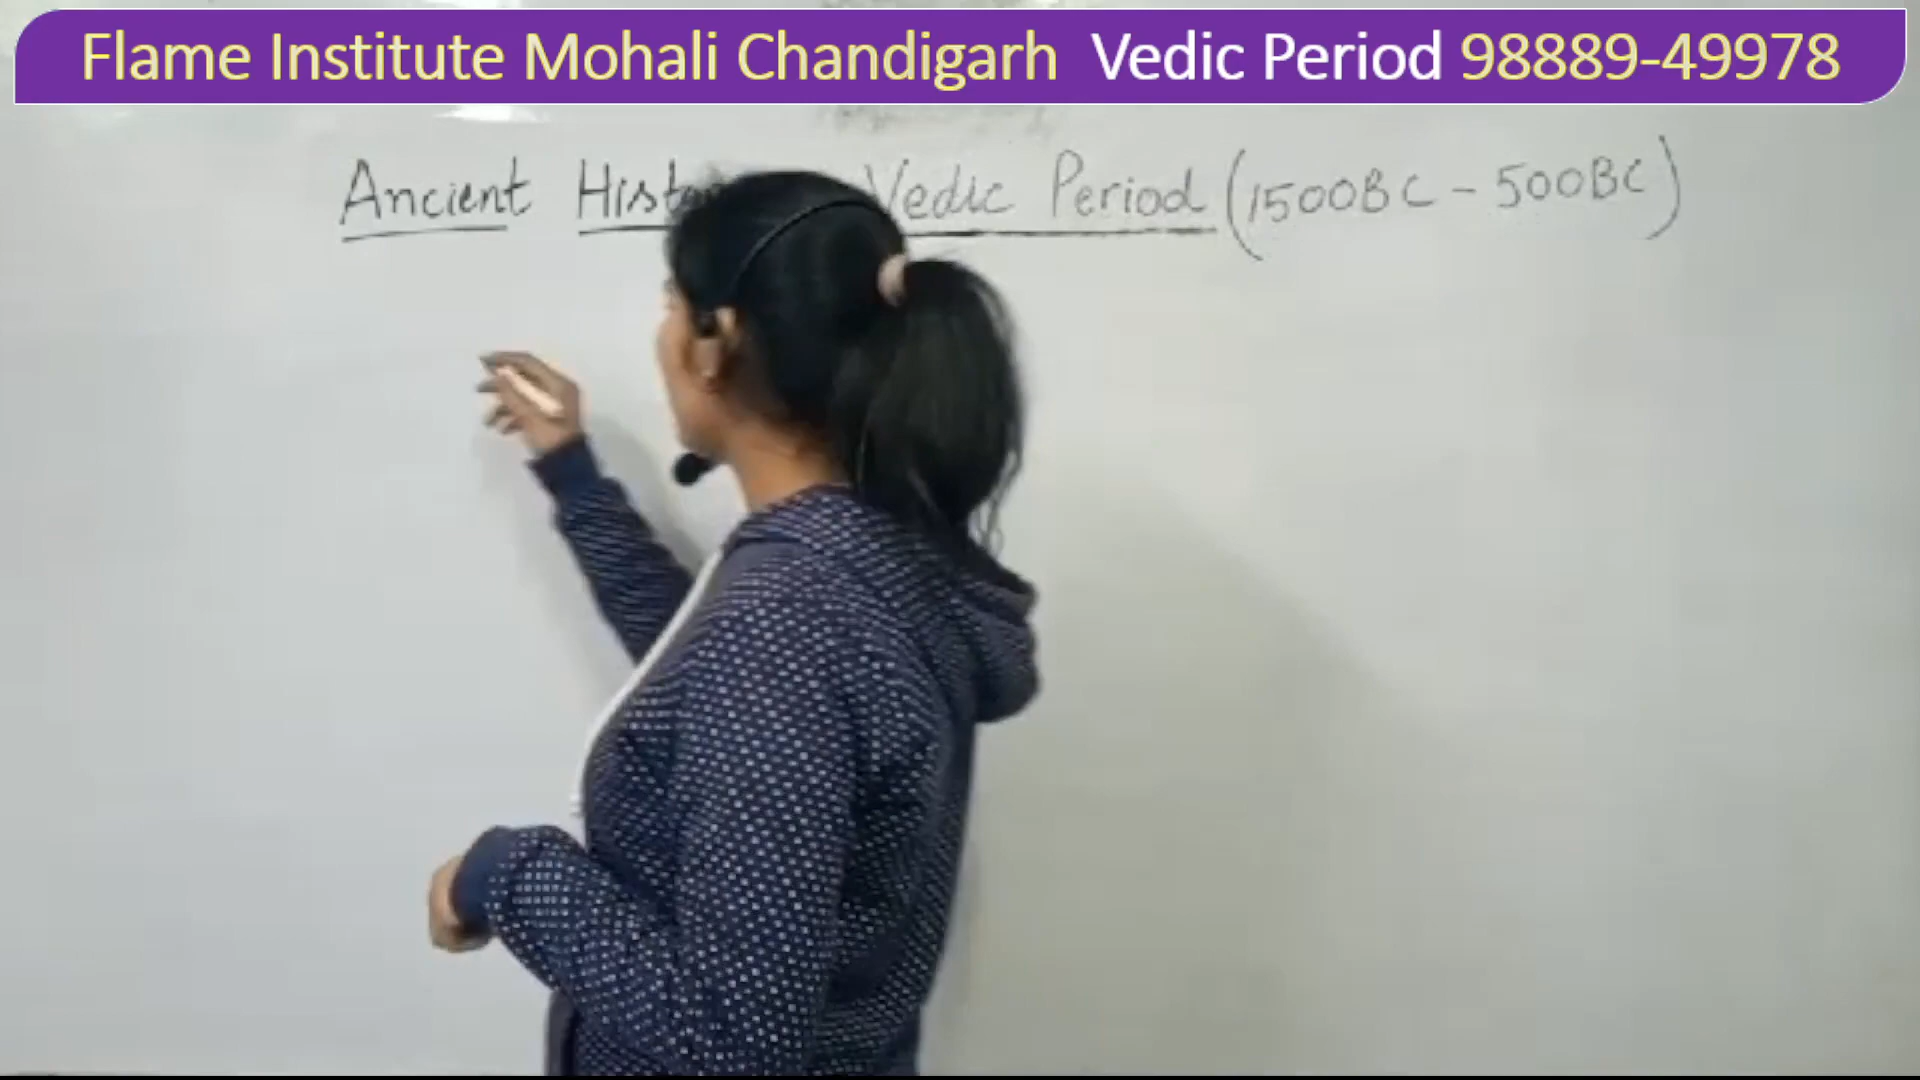 Flame Institute Mohali Chandigarh Vedic Period 98889-49978
Ancient Vedic Period (1500BC - 500BC)